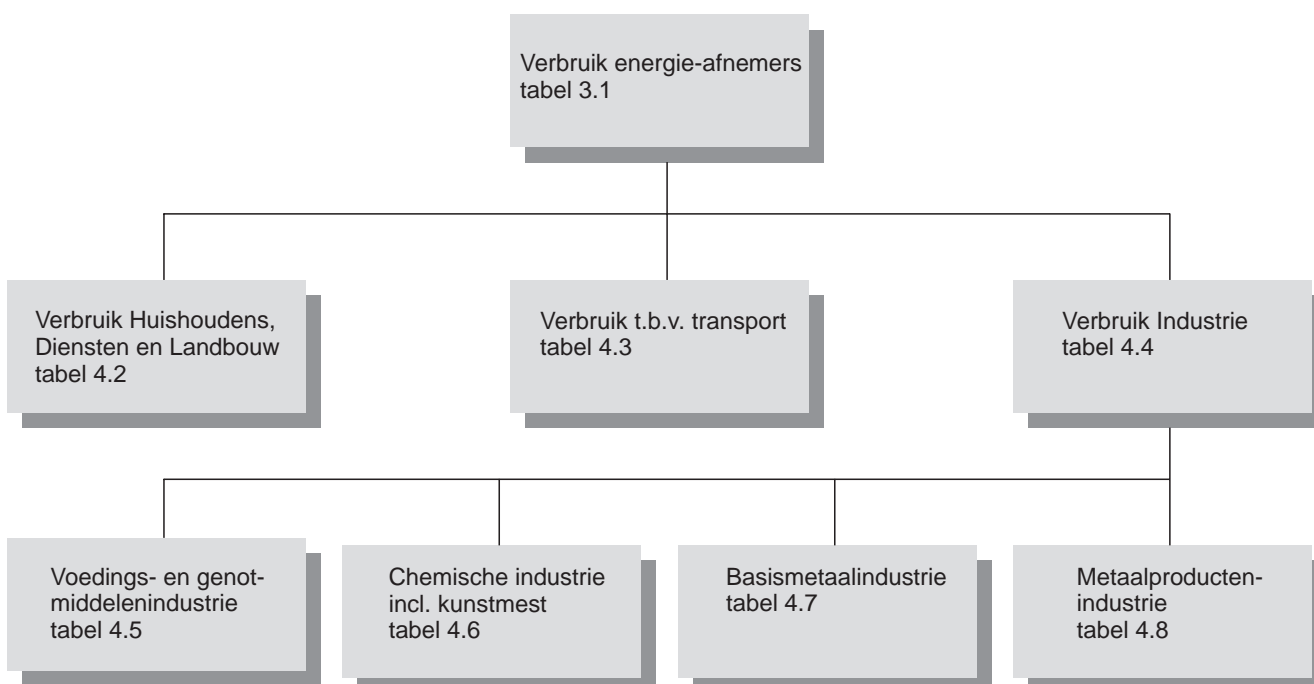 Verbruik energie-afnemers
tabel 3.1
Verbruik Huishoudens,
Diensten en Landbouw
tabel 4.2
Verbruik t.b.v. transport
tabel 4.3
Verbruik Industrie
tabel 4.4
Voedings- en genot-
middelenindustrie
tabel 4.5
Chemische industrie
incl. kunstmest
tabel 4.6
Basismetaalindustrie
tabel 4.7
Metaalproducten-
industrie
tabel 4.8